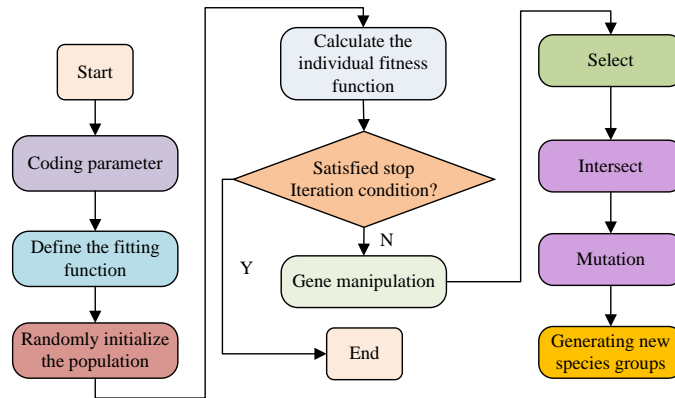 Start
Coding parameter
Define the fitting
function
Randomly initialize
the population
Calculate the
individual fitness
function
Satisfied stop
Iteration condition?
Y
N
Gene manipulation
End
Select
Intersect
Mutation
Generating new
species groups